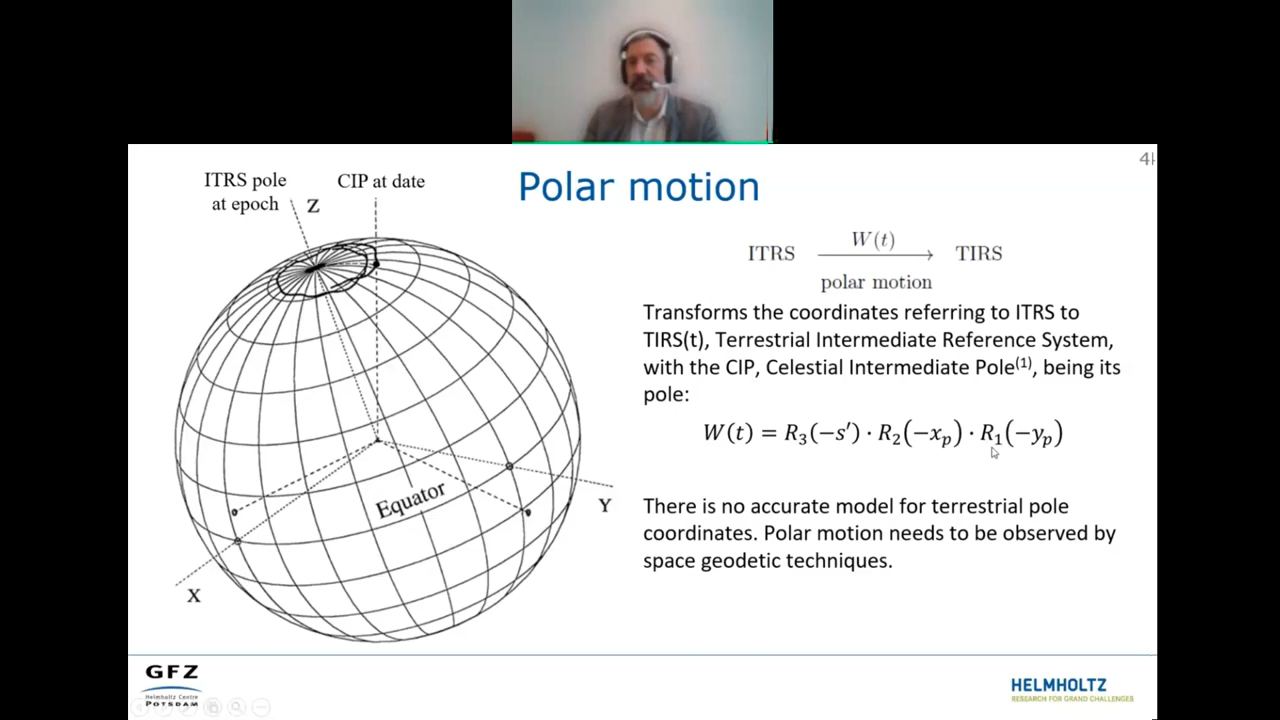 4
ITRS pole
at epoch
Z
CIP at date
Polar motion
ITRS
W(t)
TIRS
polar motion
Transforms the coordinates referring to ITRS to
TIRS(t), Terrestrial Intermediate Reference System,
with the CIP, Celestial Intermediate Pole⁽¹⁾, being its
pole:
W(t) = R₃(−s′) · R₂(−xₚ) · R₁(−yₚ)
There is no accurate model for terrestrial pole
coordinates. Polar motion needs to be observed by
space geodetic techniques.
Equator
Y
X
GFZ
Helmholtz Centre
POTSDAM
HELMHOLTZ
RESEARCH FOR GRAND CHALLENGES